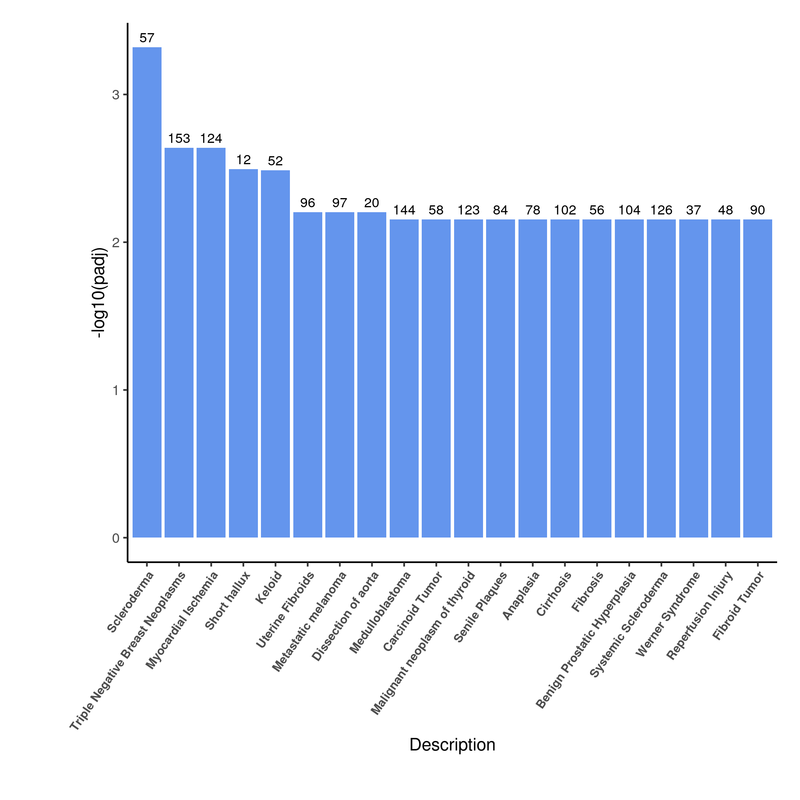 57
153 124
12 52
96 97 20
144 58 123 84 78 102 56 104 126 37 48 90
3
2
1
0
-log10(padj)
Scleroderma
Triple Negative Breast Neoplasms
Myocardial Ischemia
Short hallux
Keloid
Uterine Fibroids
Metastatic melanoma
Dissection of aorta
Medulloblastoma
Carcinoid Tumor
Malignant neoplasm of thyroid
Senile Plaques
Anaplasia
Cirrhosis
Fibrosis
Benign Prostatic Hyperplasia
Systemic Scleroderma
Werner Syndrome
Reperfusion Injury
Fibroid Tumor
Description